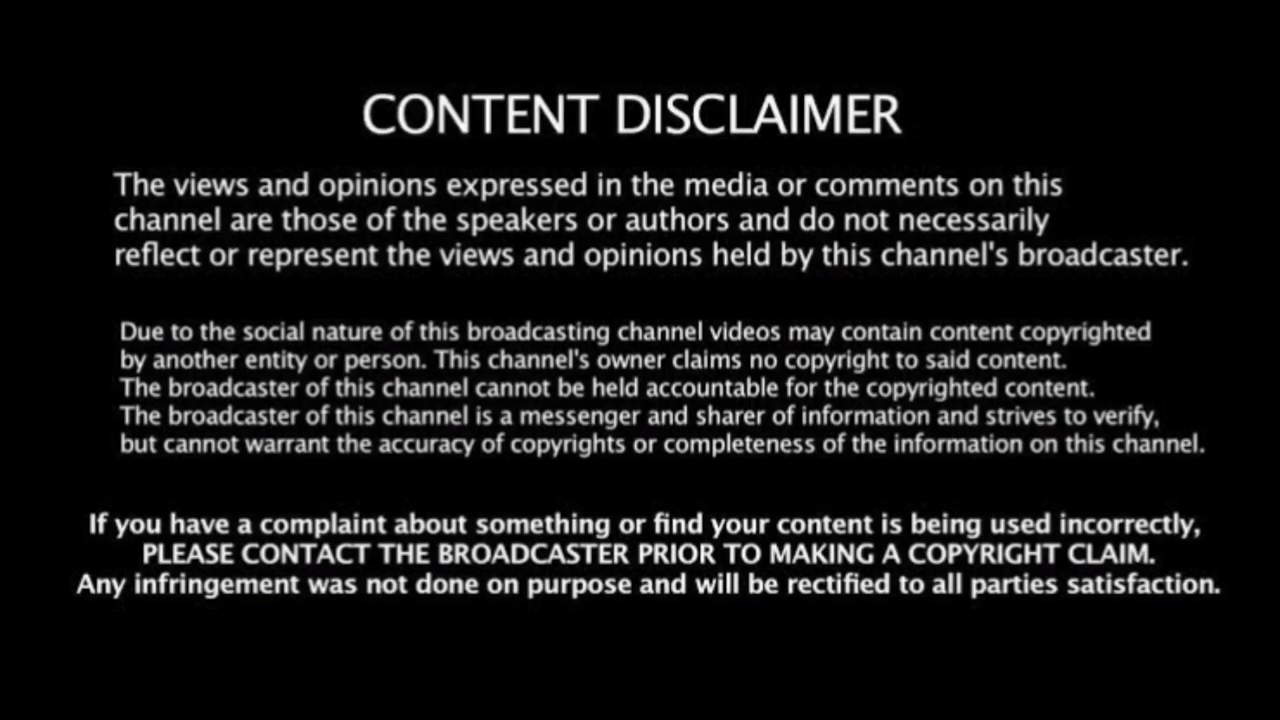 CONTENT DISCLAIMER
The views and opinions expressed in the media or comments on this
channel are those of the speakers or authors and do not necessarily
reflect or represent the views and opinions held by this channel's broadcaster.
Due to the social nature of this broadcasting channel videos may contain content copyrighted
by another entity or person. This channel's owner claims no copyright to said content.
The broadcaster of this channel cannot be held accountable for the copyrighted content.
The broadcaster of this channel is a messenger and sharer of information and strives to verify,
but cannot warrant the accuracy of copyrights or completeness of the information on this channel.
If you have a complaint about something or find your content is being used incorrectly,
PLEASE CONTACT THE BROADCASTER PRIOR TO MAKING A COPYRIGHT CLAIM.
Any infringement was not done on purpose and will be rectified to all parties satisfaction.